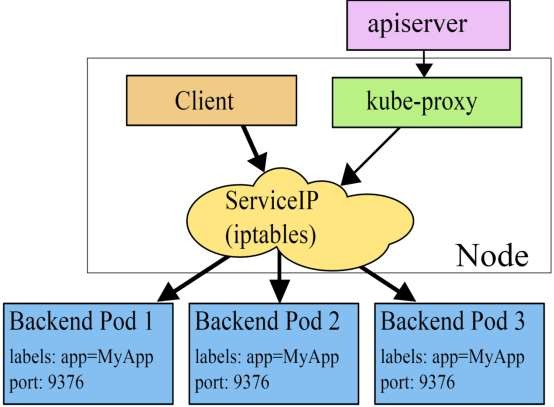 apiserver
Client
kube-proxy
ServiceIP
(iptables)
Node
Backend Pod 1
labels: app=MyApp
port: 9376
Backend Pod 2
labels: app=MyApp
port: 9376
Backend Pod 3
labels: app=MyApp
port: 9376